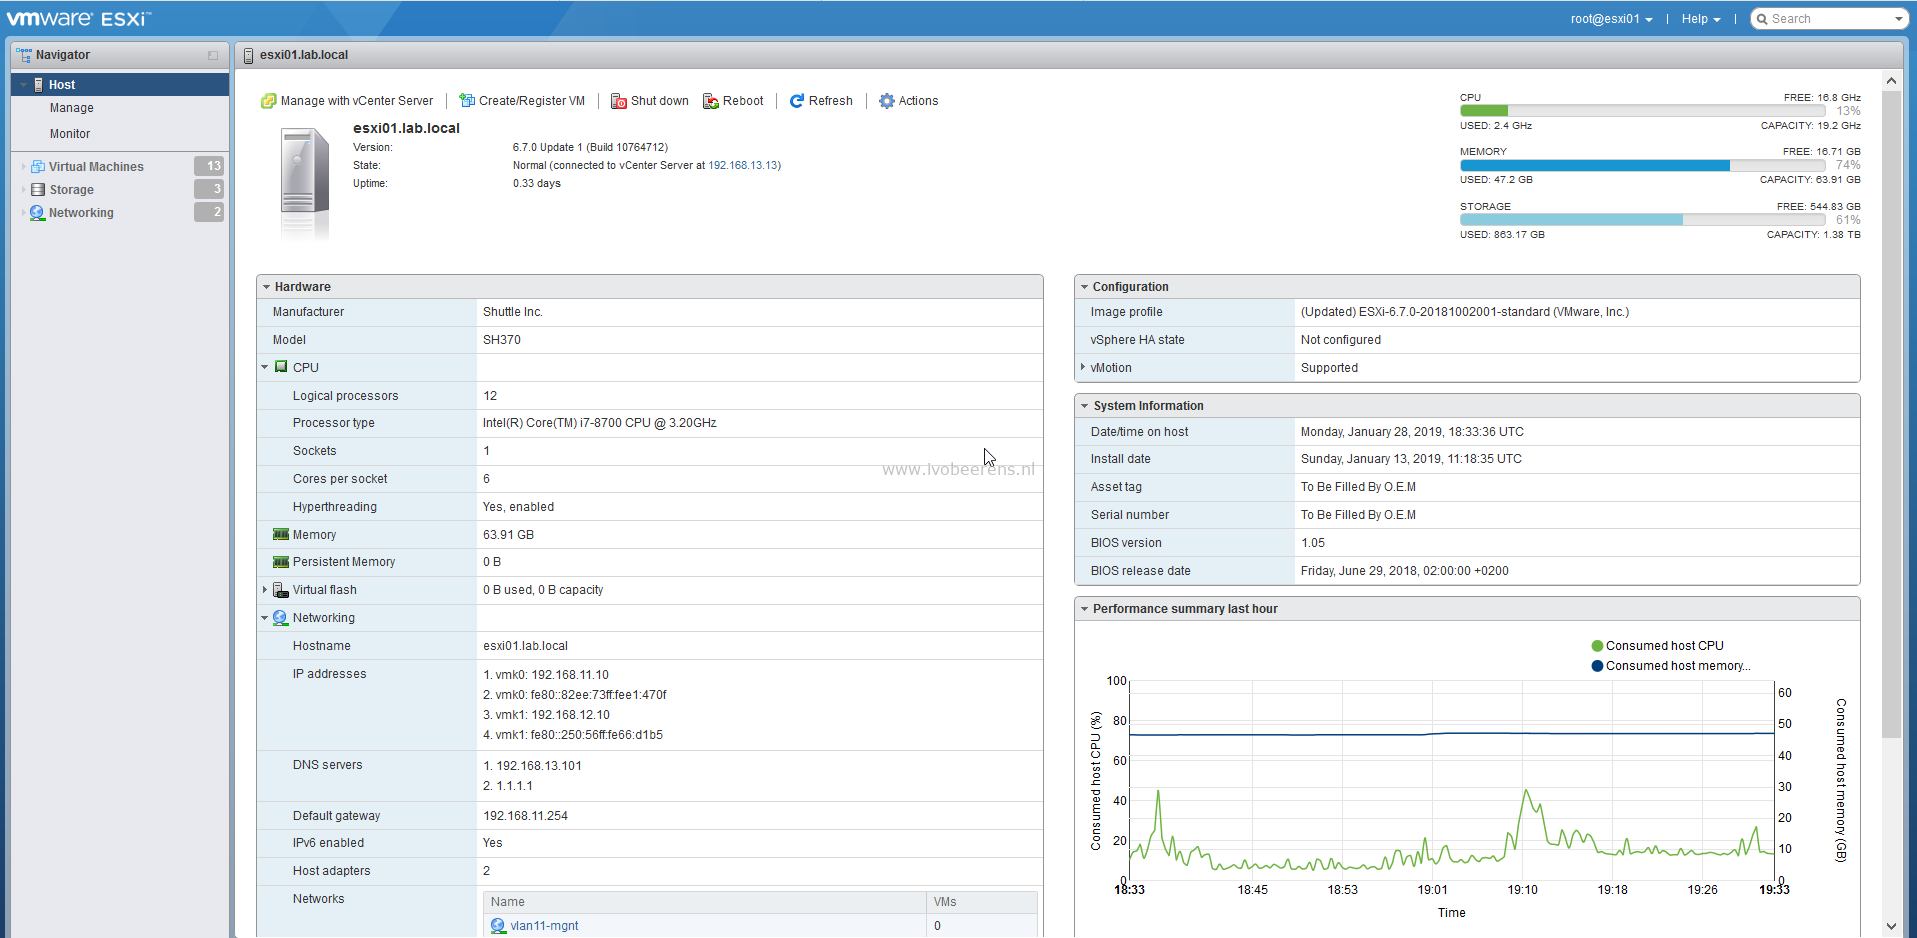 vmware ESXi™
root@esxi01
|
Help
|
Search
Navigator
Host
Manage
Monitor
Virtual Machines 13
Storage 3
Networking 2
esxi01.lab.local
Manage with vCenter Server | Create/Register VM | Shut down Reboot | Refresh | Actions
esxi01.lab.local
Version: 6.7.0 Update 1 (Build 10764712)
State: Normal (connected to vCenter Server at 192.168.13.13)
Uptime: 0.33 days
CPU FREE: 16.8 GHz
13%
USED: 2.4 GHz CAPACITY: 19.2 GHz
MEMORY FREE: 16.71 GB
74%
USED: 47.2 GB CAPACITY: 63.91 GB
STORAGE FREE: 544.83 GB
61%
USED: 863.17 GB CAPACITY: 1.38 TB
Hardware
Manufacturer Shuttle Inc.
Model SH370
CPU
Logical processors 12
Processor type Intel(R) Core(TM) i7-8700 CPU @ 3.20GHz
Sockets 1
Cores per socket 6
Hyperthreading Yes, enabled
Memory 63.91 GB
Persistent Memory 0 B
Virtual flash 0 B used, 0 B capacity
Networking
Hostname esxi01.lab.local
IP addresses 1. vmk0: 192.168.11.10
2. vmk0: fe80::82ee:73ff:fee1:470f
3. vmk1: 192.168.12.10
4. vmk1: fe80::250:56ff:fe66:d1b5
DNS servers 1. 192.168.13.101
2. 1.1.1.1
Default gateway 192.168.11.254
IPv6 enabled Yes
Host adapters 2
Networks Name VMs
vlan11-mgnt 0
www.ivobeerens.nl
Configuration
Image profile (Updated) ESXi-6.7.0-20181002001-standard (VMware, Inc.)
vSphere HA state Not configured
vMotion Supported
System Information
Date/time on host Monday, January 28, 2019, 18:33:36 UTC
Install date Sunday, January 13, 2019, 11:18:35 UTC
Asset tag To Be Filled By O.E.M
Serial number To Be Filled By O.E.M
BIOS version 1.05
BIOS release date Friday, June 29, 2018, 02:00:00 +0200
Performance summary last hour
Consumed host CPU
Consumed host memory...
Consumed host CPU (%)
100
80
60
40
20
0
60
50
40
30
20
10
0
Consumed host memory (GB)
18:33 18:45 18:53 19:01 19:10 19:18 19:26 19:33
Time